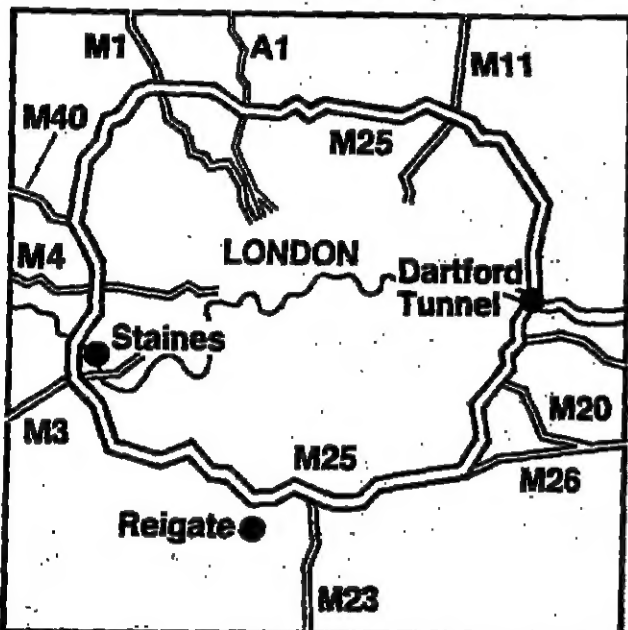 M1
A1
M11
M40
M25
M4
LONDON
Dartford
Tunnel
Staines
M20
M3
M25
M26
Reigate
M23